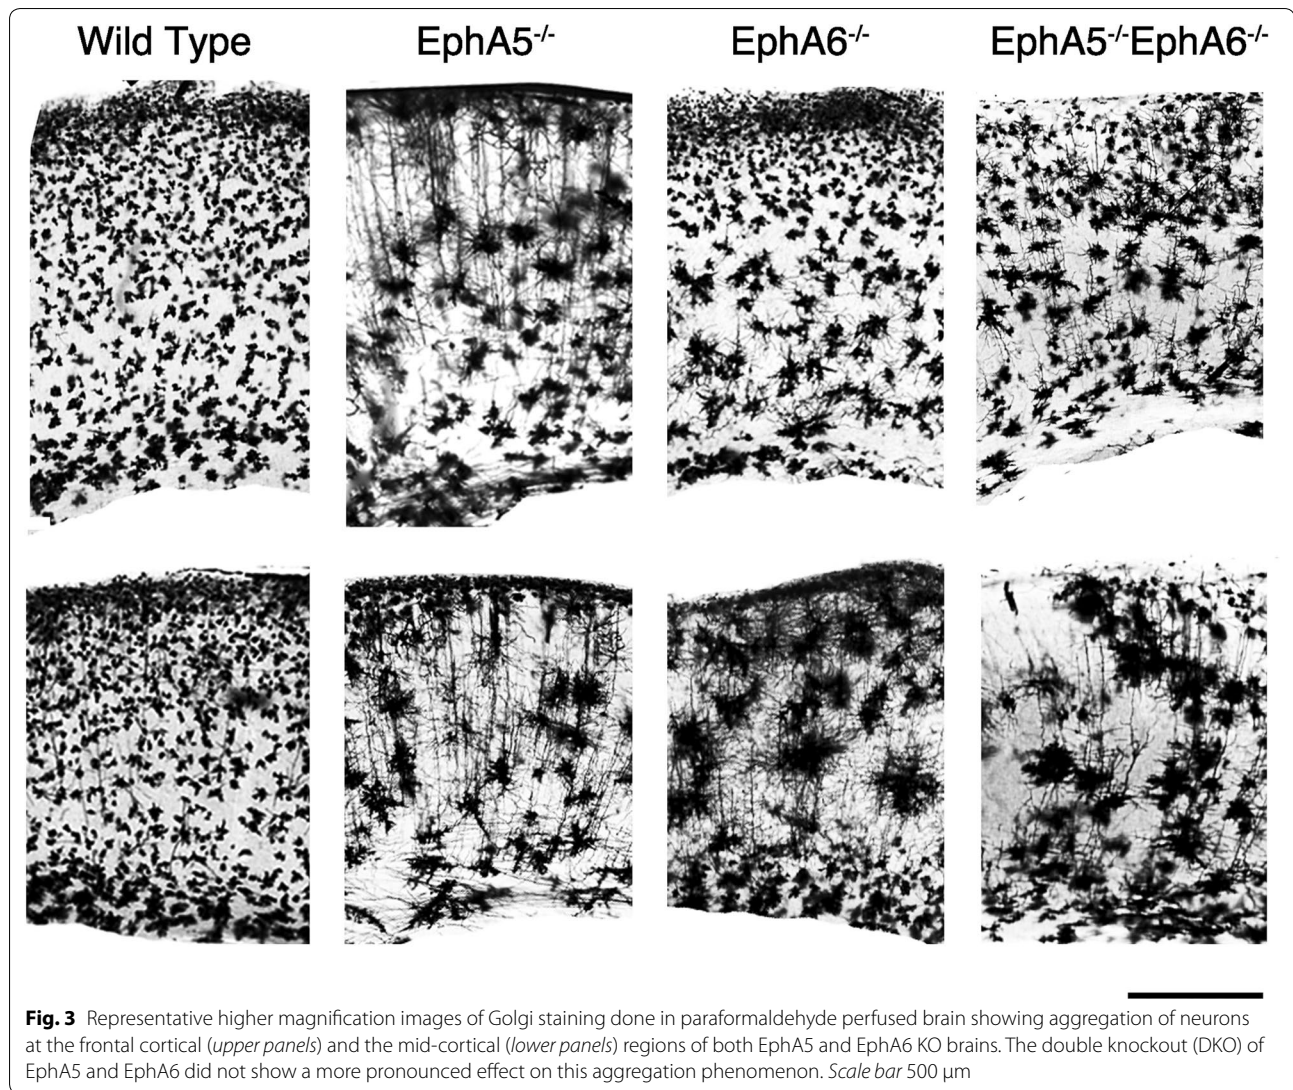 Wild Type EphA5-/- EphA6-/- EphA5-/-EphA6-/-
Fig. 3 Representative higher magnification images of Golgi staining done in paraformaldehyde perfused brain showing aggregation of neurons
at the frontal cortical (upper panels) and the mid-cortical (lower panels) regions of both EphA5 and EphA6 KO brains. The double knockout (DKO) of
EphA5 and EphA6 did not show a more pronounced effect on this aggregation phenomenon. Scale bar 500 μm